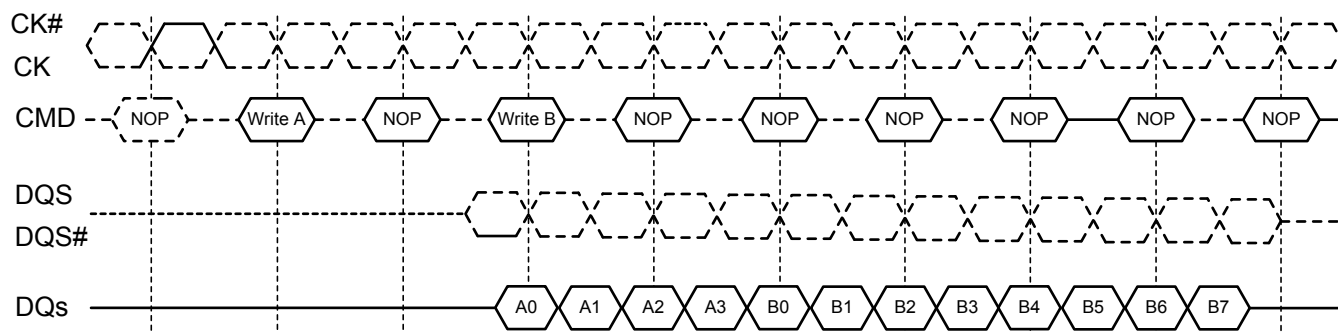 CK#
CK
CMD NOP Write A NOP Write B NOP NOP NOP NOP NOP NOP
DQS
DQS#
DQs A0 A1 A2 A3 B0 B1 B2 B3 B4 B5 B6 B7